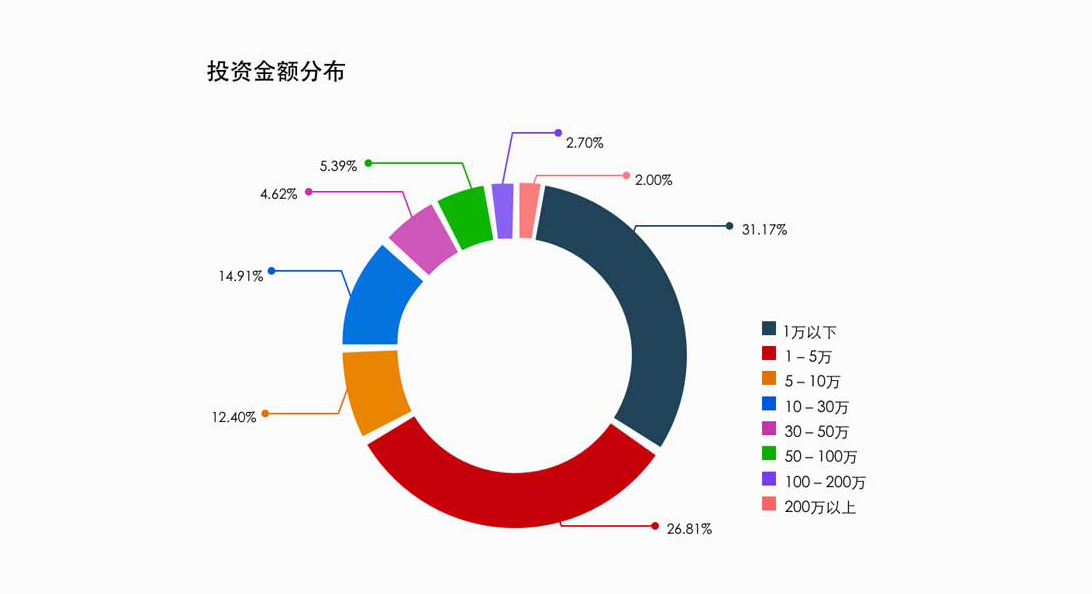 投资金额分布
2.70%
5.39%
2.00%
4.62%
31.17%
14.91%
12.40%
26.81%
1万以下
1 – 5万
5 – 10万
10 – 30万
30 – 50万
50 – 100万
100 – 200万
200万以上